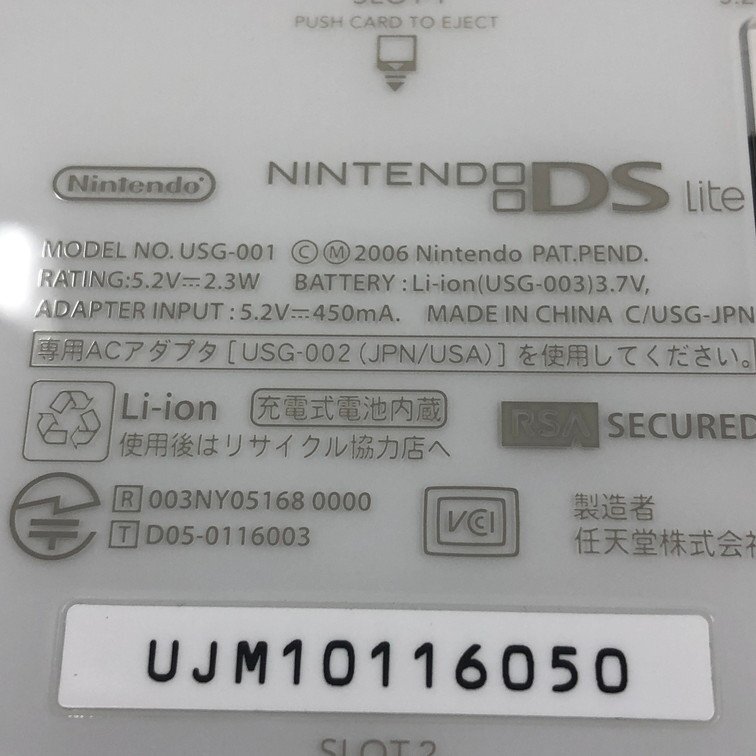 PUSH CARD TO EJECT
Nintendo
NINTENDO DS Lite
MODEL NO. USG-001 Ⓒ Ⓜ 2006 Nintendo PAT.PEND.
RATING:5.2V⎓2.3W BATTERY : Li-ion(USG-003)3.7V,
ADAPTER INPUT : 5.2V⎓450mA. MADE IN CHINA C/USG-JPN
専用ACアダプタ [ USG-002 (JPN/USA) ] を使用してください。
Li-ion 充電式電池内蔵
使用後はリサイクル協力店へ
RSA SECURED
R 003NY05168 0000
T D05-0116003
VCCI
製造者
任天堂株式会社
UJM10116050
SLOT 2